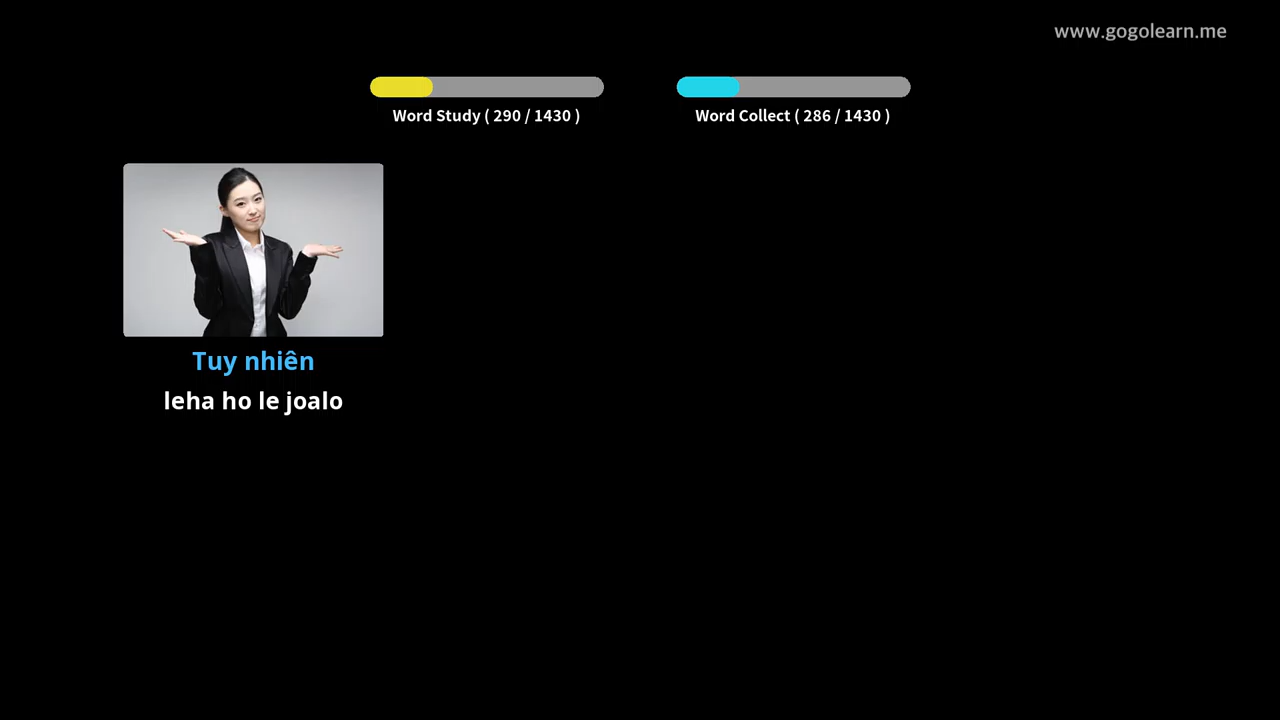 www.gogolearn.me
Word Study ( 290 / 1430 )
Word Collect ( 286 / 1430 )
Tuy nhiên
leha ho le joalo